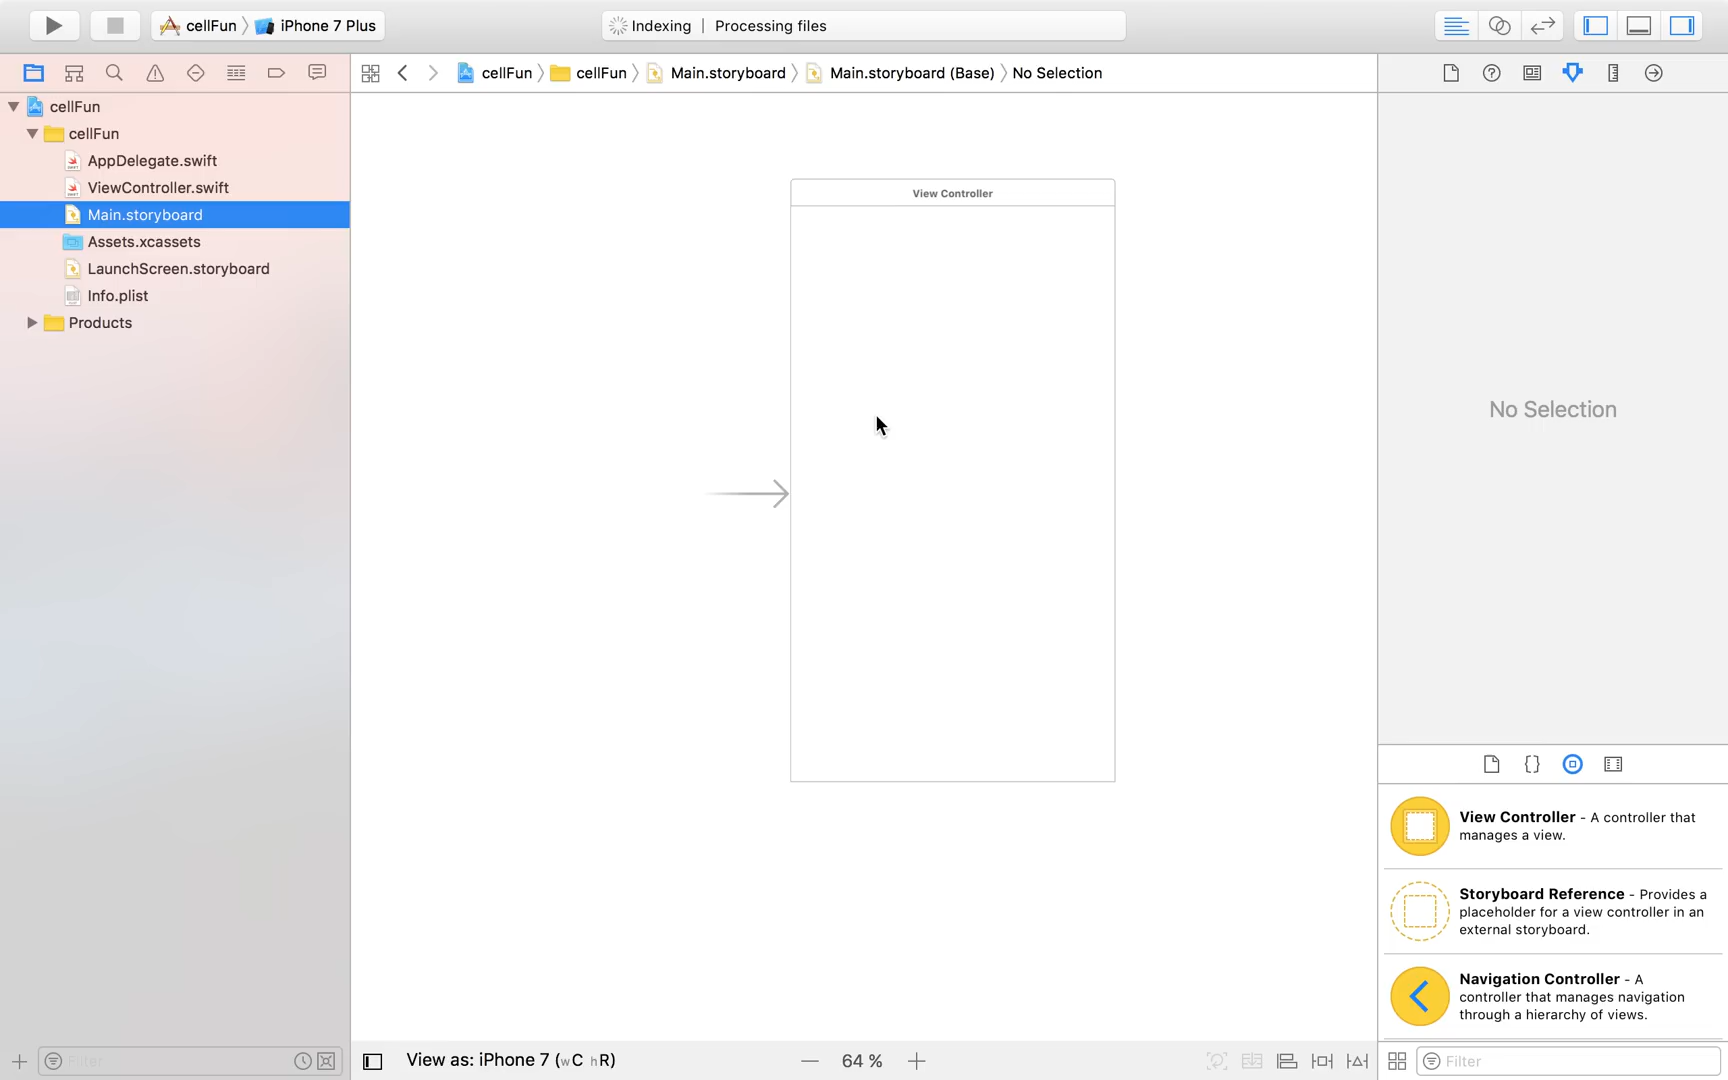 cellFun
iPhone 7 Plus
Indexing | Processing files
cellFun
cellFun
Main.storyboard
Main.storyboard (Base)
No Selection
cellFun
cellFun
AppDelegate.swift
ViewController.swift
Main.storyboard
Assets.xcassets
LaunchScreen.storyboard
Info.plist
Products
View Controller
No Selection
View Controller - A controller that
manages a view.
Storyboard Reference - Provides a
placeholder for a view controller in an
external storyboard.
Navigation Controller - A
controller that manages navigation
through a hierarchy of views.
Filter
View as: iPhone 7 (wC hR)
64 %
Filter